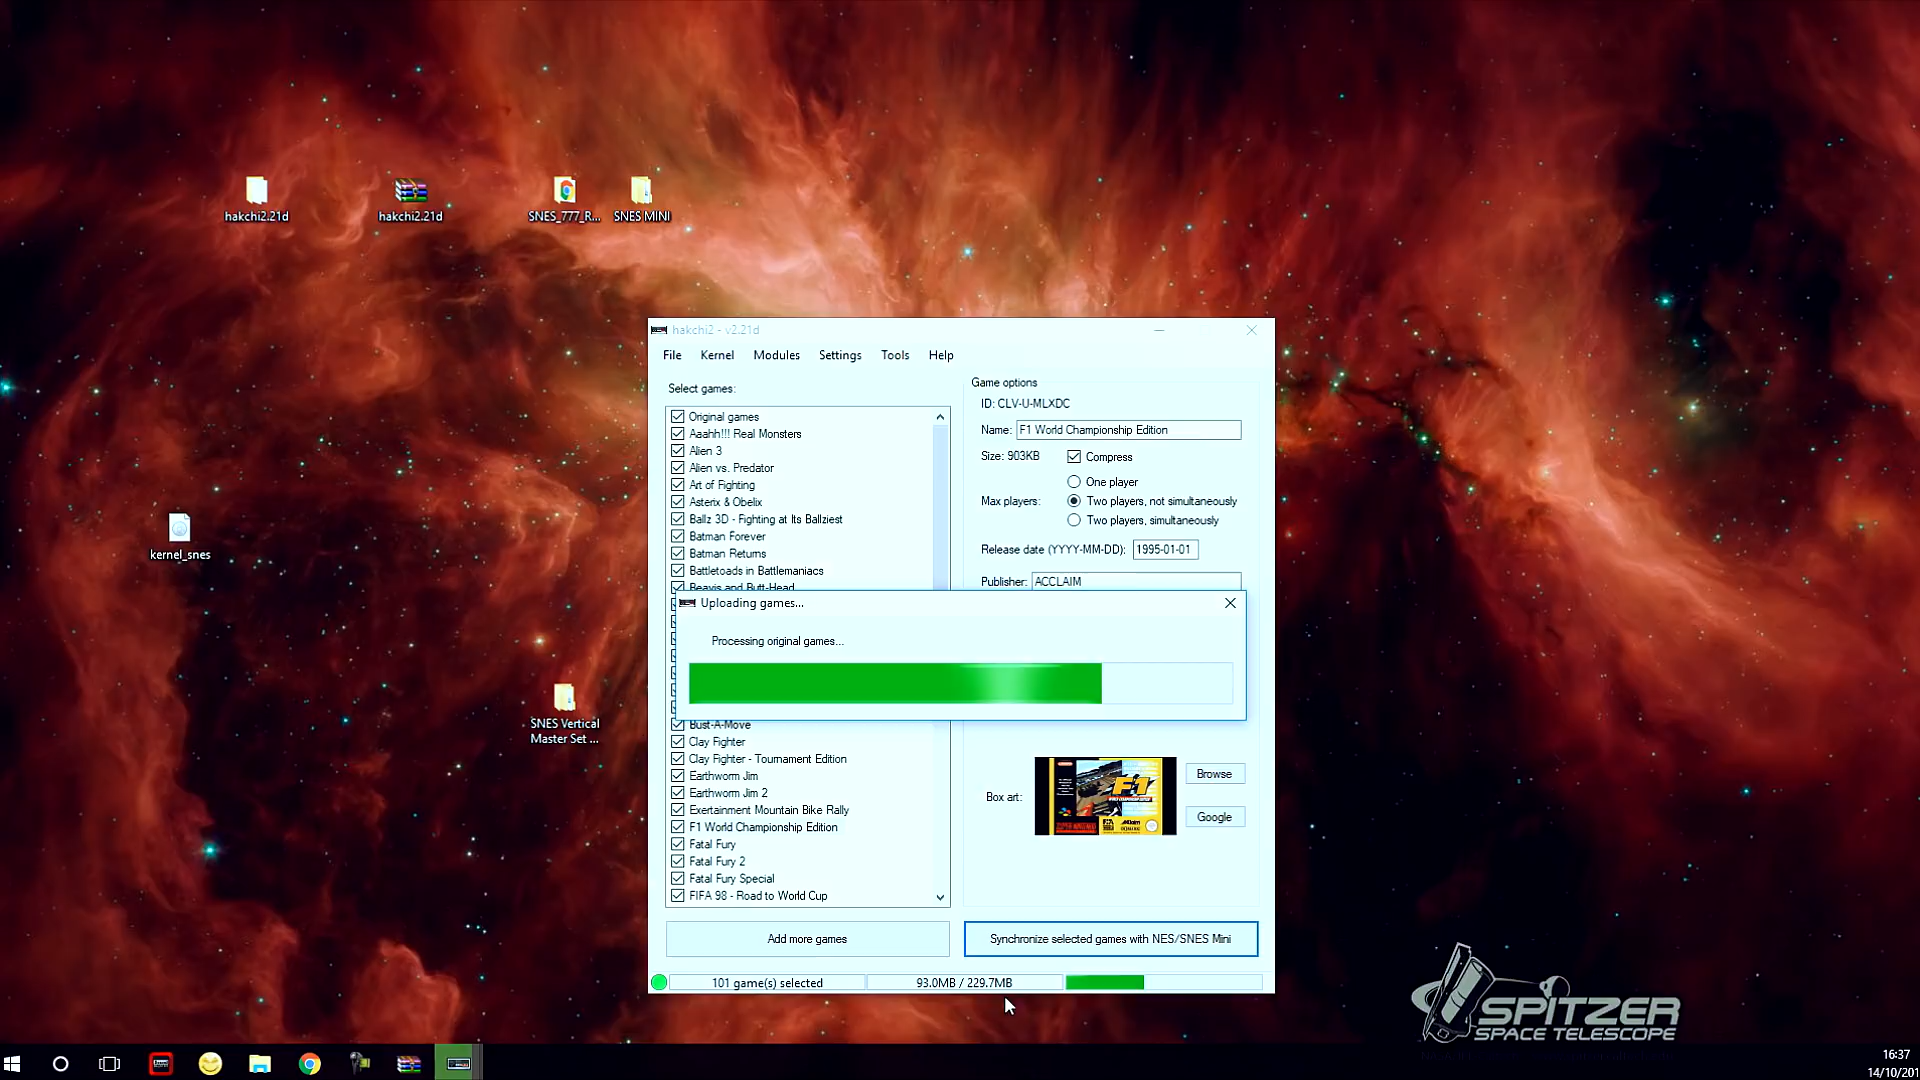 hakchi2.21d
hakchi2.21d
SNES_777_R...
SNES MINI
kernel_snes
SNES Vertical
Master Set ...
hakchi2 - v2.21d
File Kernel Modules Settings Tools Help
Select games:
Original games
Aaahh!!! Real Monsters
Alien 3
Alien vs. Predator
Art of Fighting
Asterix & Obelix
Ballz 3D - Fighting at Its Ballziest
Batman Forever
Batman Returns
Battletoads in Battlemaniacs
Beavis and Butt-Head
Game options
ID: CLV-U-MLXDC
Name: F1 World Championship Edition
Size: 903KB Compress
Max players:
One player
Two players, not simultaneously
Two players, simultaneously
Release date (YYYY-MM-DD): 1995-01-01
Publisher: ACCLAIM
Uploading games...
Processing original games...
Bust-A-Move
Clay Fighter
Clay Fighter - Tournament Edition
Earthworm Jim
Earthworm Jim 2
Exertainment Mountain Bike Rally
F1 World Championship Edition
Fatal Fury
Fatal Fury 2
Fatal Fury Special
FIFA 98 - Road to World Cup
Box art:
F1
Browse
Google
Add more games
Synchronize selected games with NES/SNES Mini
101 game(s) selected
93.0MB / 229.7MB
SPITZER
SPACE TELESCOPE
16:37
14/10/201